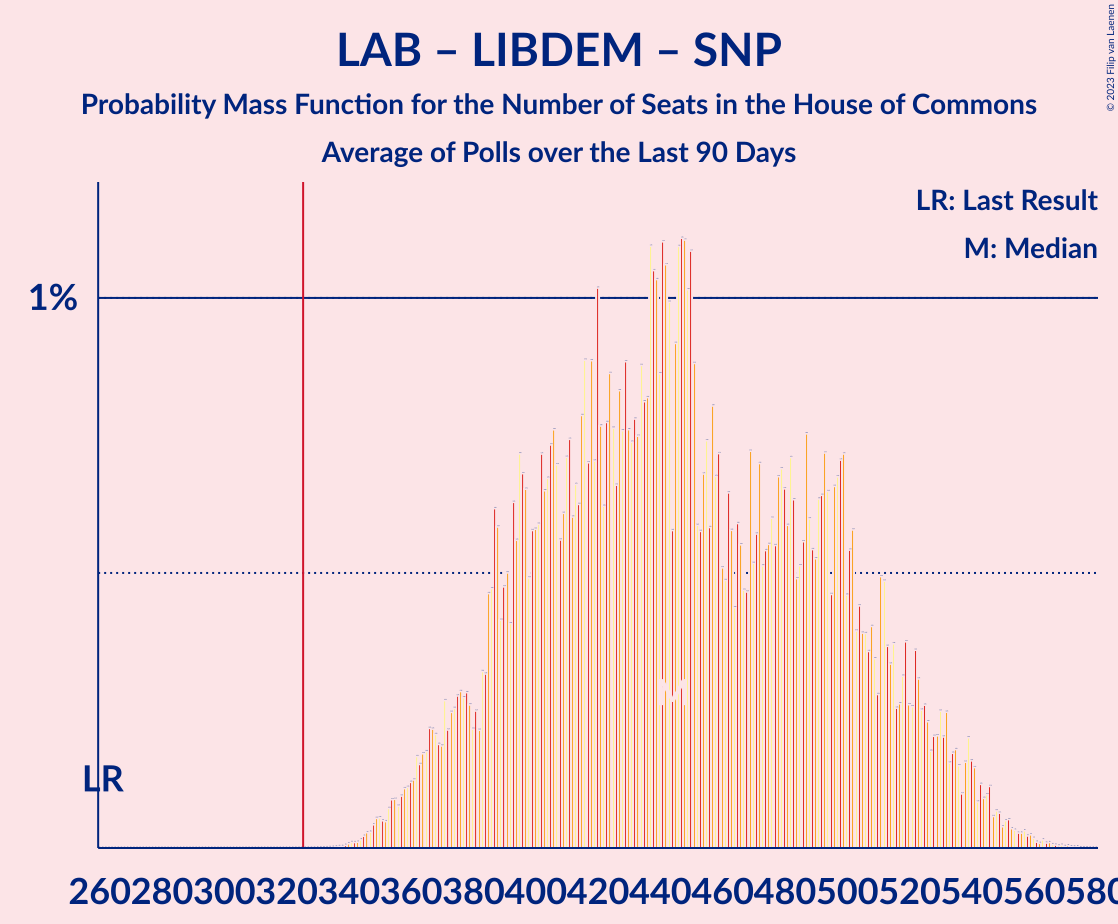 LAB – LIBDEM – SNP
Probability Mass Function for the Number of Seats in the House of Commons
Average of Polls over the Last 90 Days
© 2023 Filip van Laenen
LR: Last Result
M: Median
1%
LR
M
260280300320340360380400420440460480500520540560580